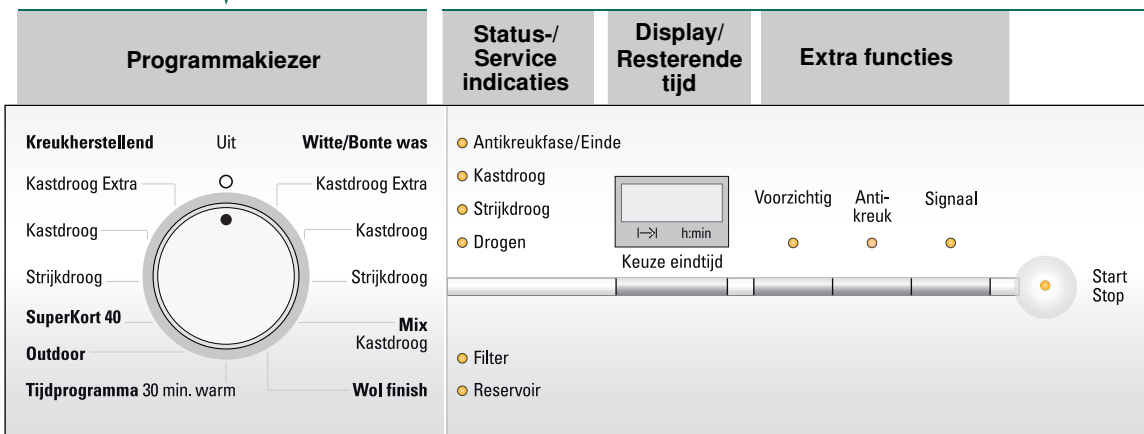 Programmakiezer
Status-/
Service
indicaties
Display/
Resterende
tijd
Extra functies
Kreukherstellend
Uit
Witte/Bonte was
Kastdroog Extra
Kastdroog Extra
Kastdroog
Kastdroog
Strijkdroog
Strijkdroog
SuperKort 40
Mix
Kastdroog
Outdoor
Tijdprogramma 30 min. warm
Wol finish
Antikreukfase/Einde
Kastdroog
Strijkdroog
Drogen
h:min
Keuze eindtijd
Voorzichtig
Anti-
kreuk
Signaal
Start
Stop
Filter
Reservoir